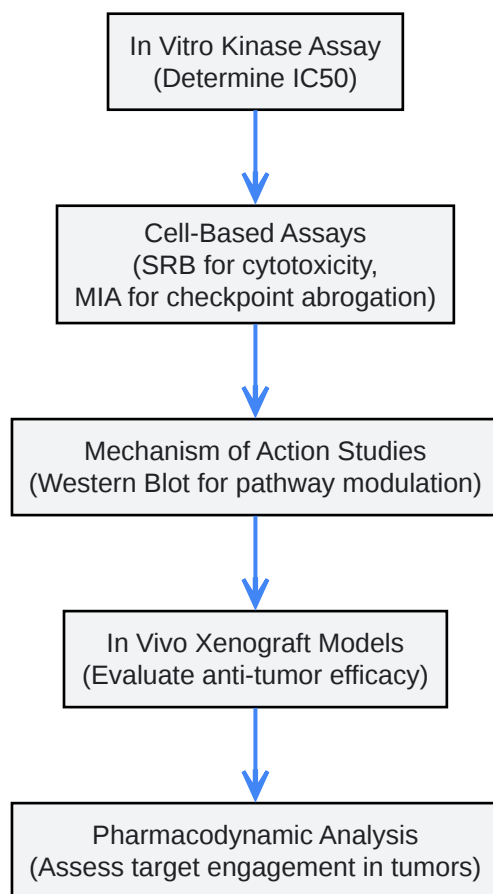 In Vitro Kinase Assay
(Determine IC50)
Cell-Based Assays
(SRB for cytotoxicity,
MIA for checkpoint abrogation)
Mechanism of Action Studies
(Western Blot for pathway modulation)
In Vivo Xenograft Models
(Evaluate anti-tumor efficacy)
Pharmacodynamic Analysis
(Assess target engagement in tumors)